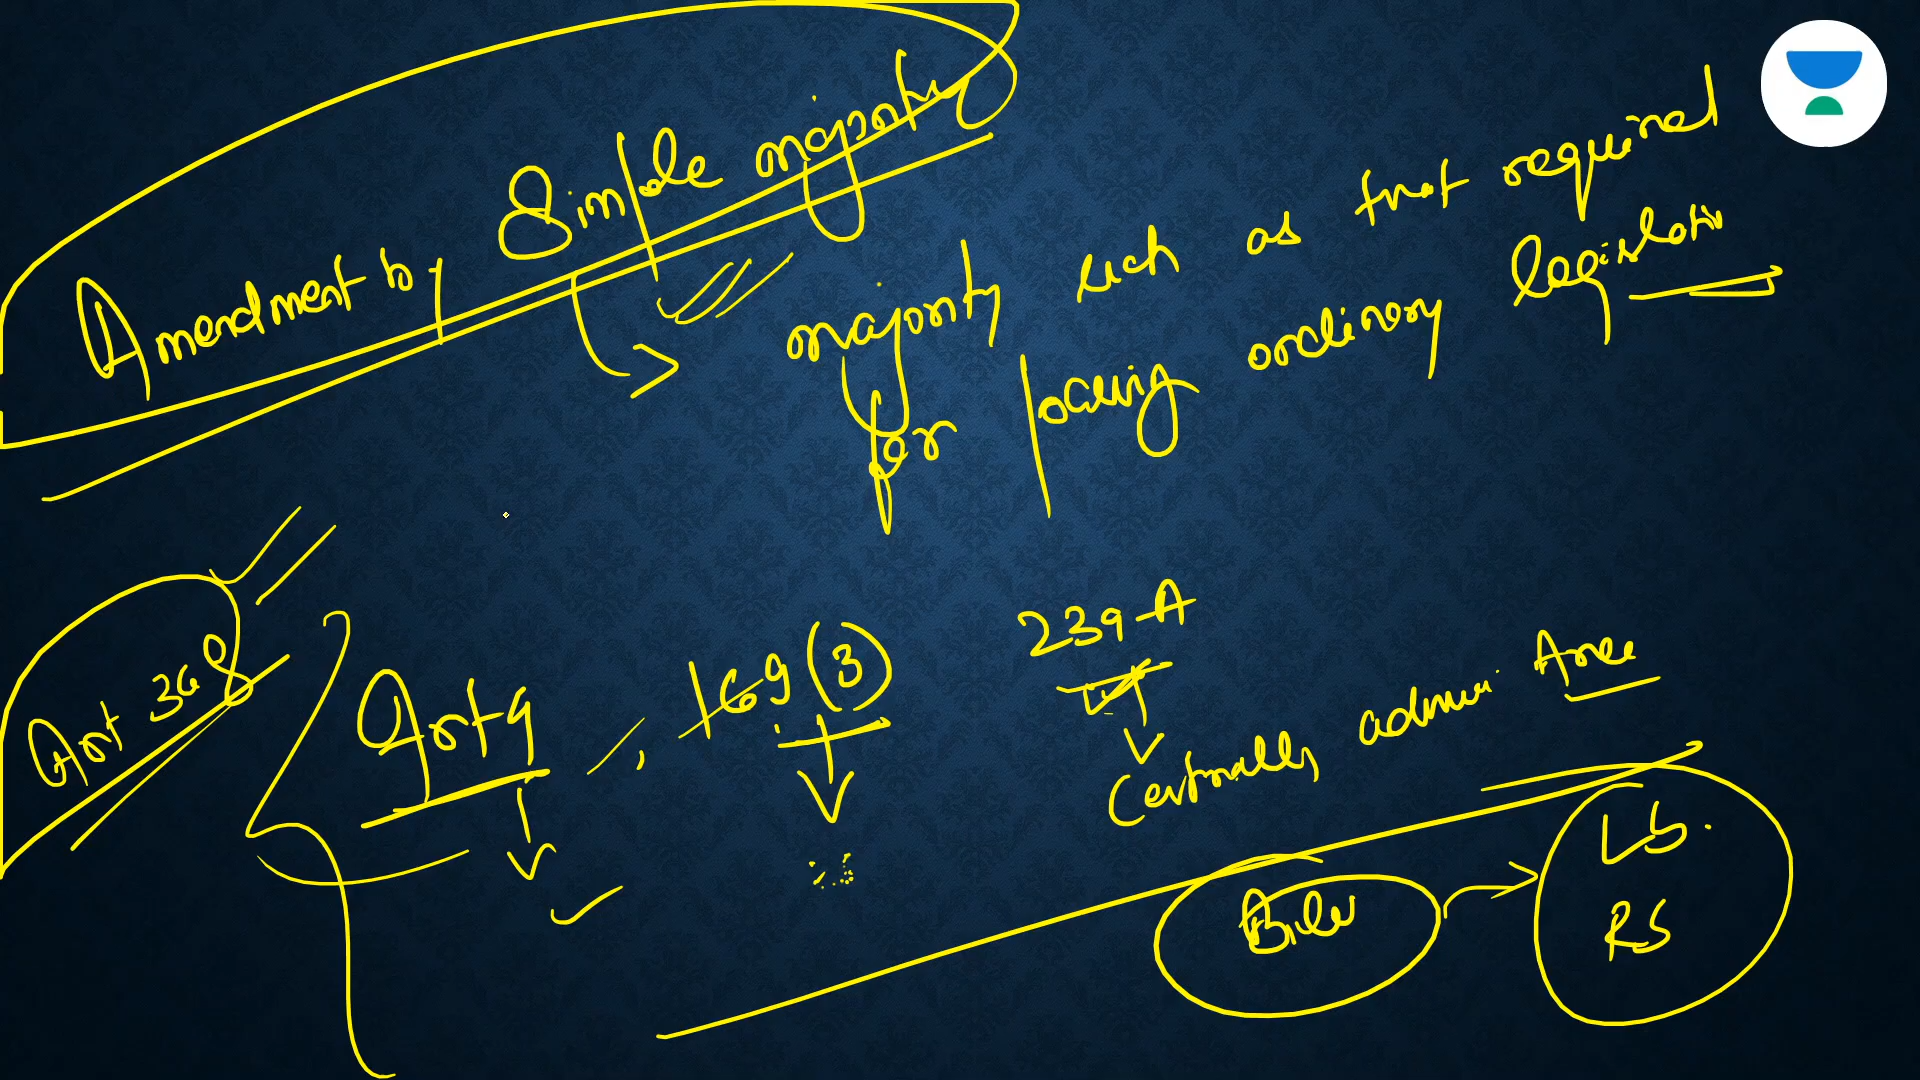 Amendment by Simple majority
majority such as that required
for passing ordinary legislation
Art 368
Art 4, 169(3) 239-A
Centrally admin. Area
Bill
LS.
RS